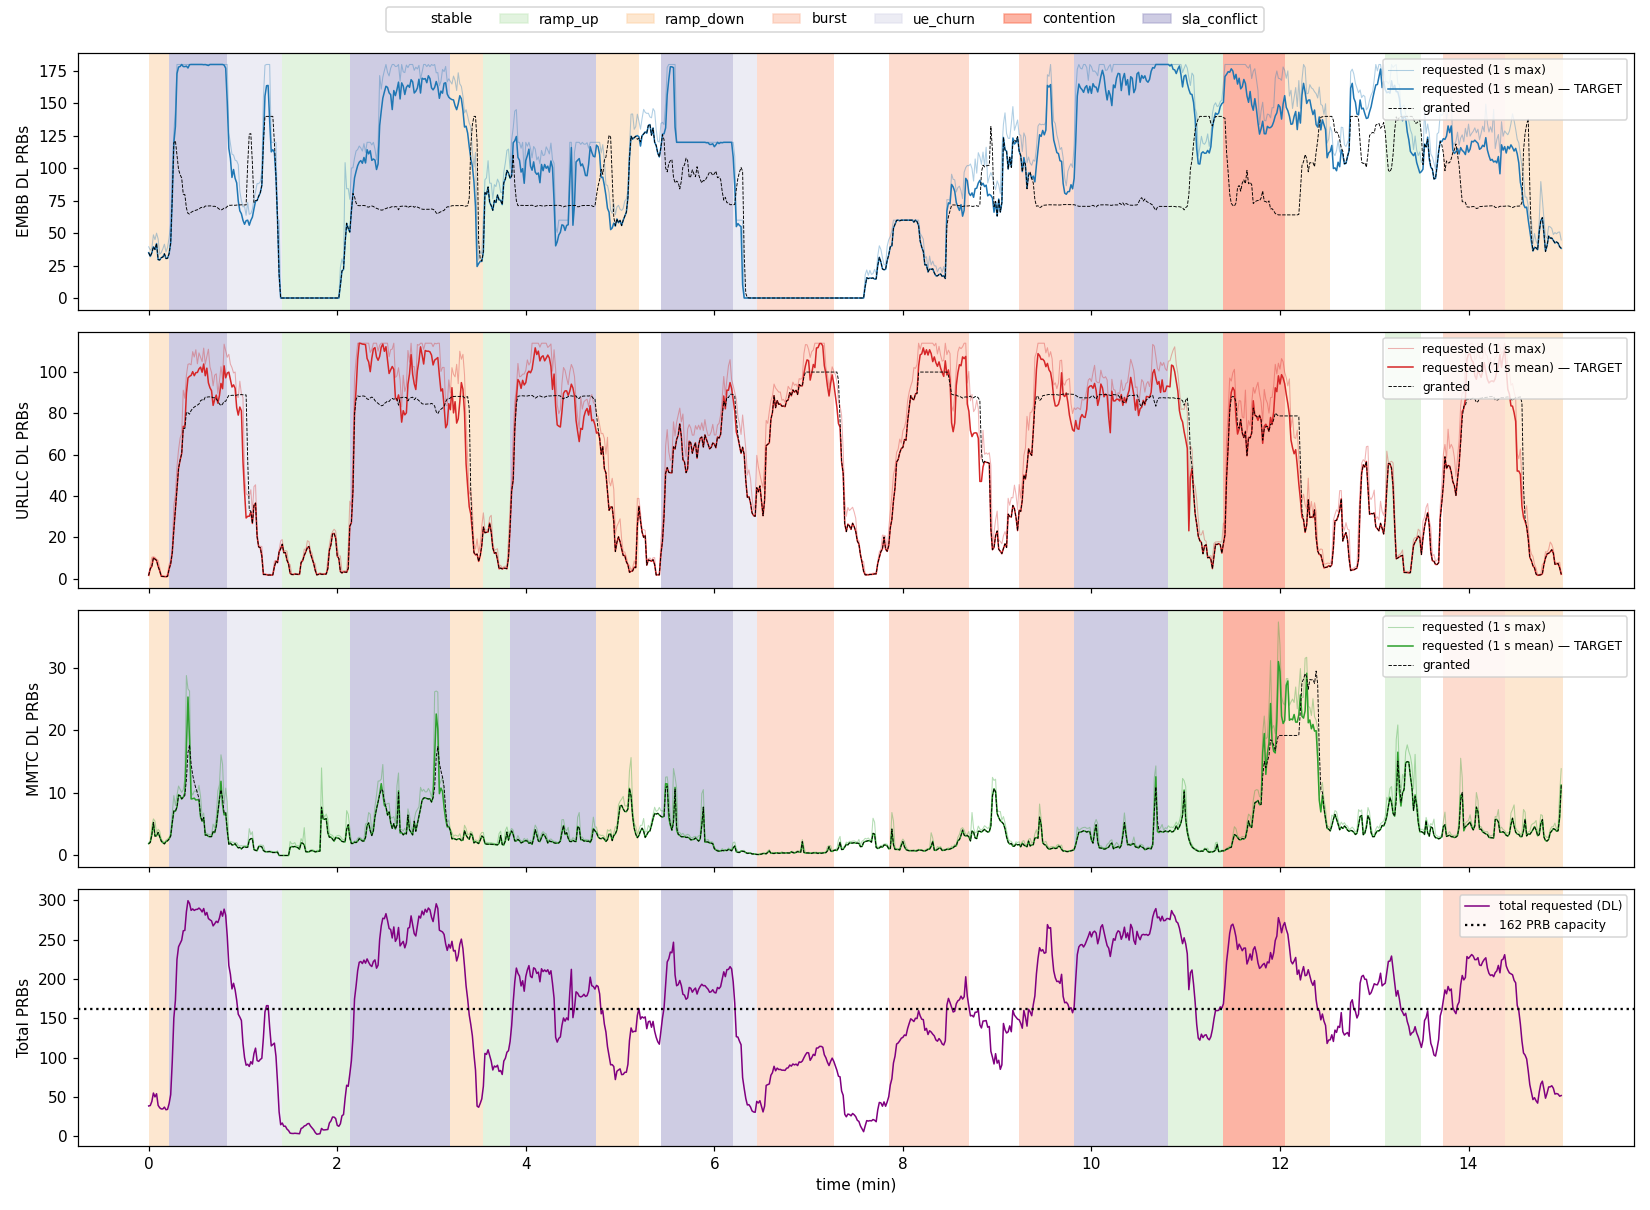 stable ramp_up ramp_down burst ue_churn contention sla_conflict
EMBB DL PRBs
175
150
125
100
75
50
25
0
requested (1 s max)
requested (1 s mean) — TARGET
granted
URLLC DL PRBs
100
80
60
40
20
0
requested (1 s max)
requested (1 s mean) — TARGET
granted
MMTC DL PRBs
30
20
10
0
requested (1 s max)
requested (1 s mean) — TARGET
granted
Total PRBs
300
250
200
150
100
50
0
total requested (DL)
162 PRB capacity
0 2 4 6 8 10 12 14
time (min)